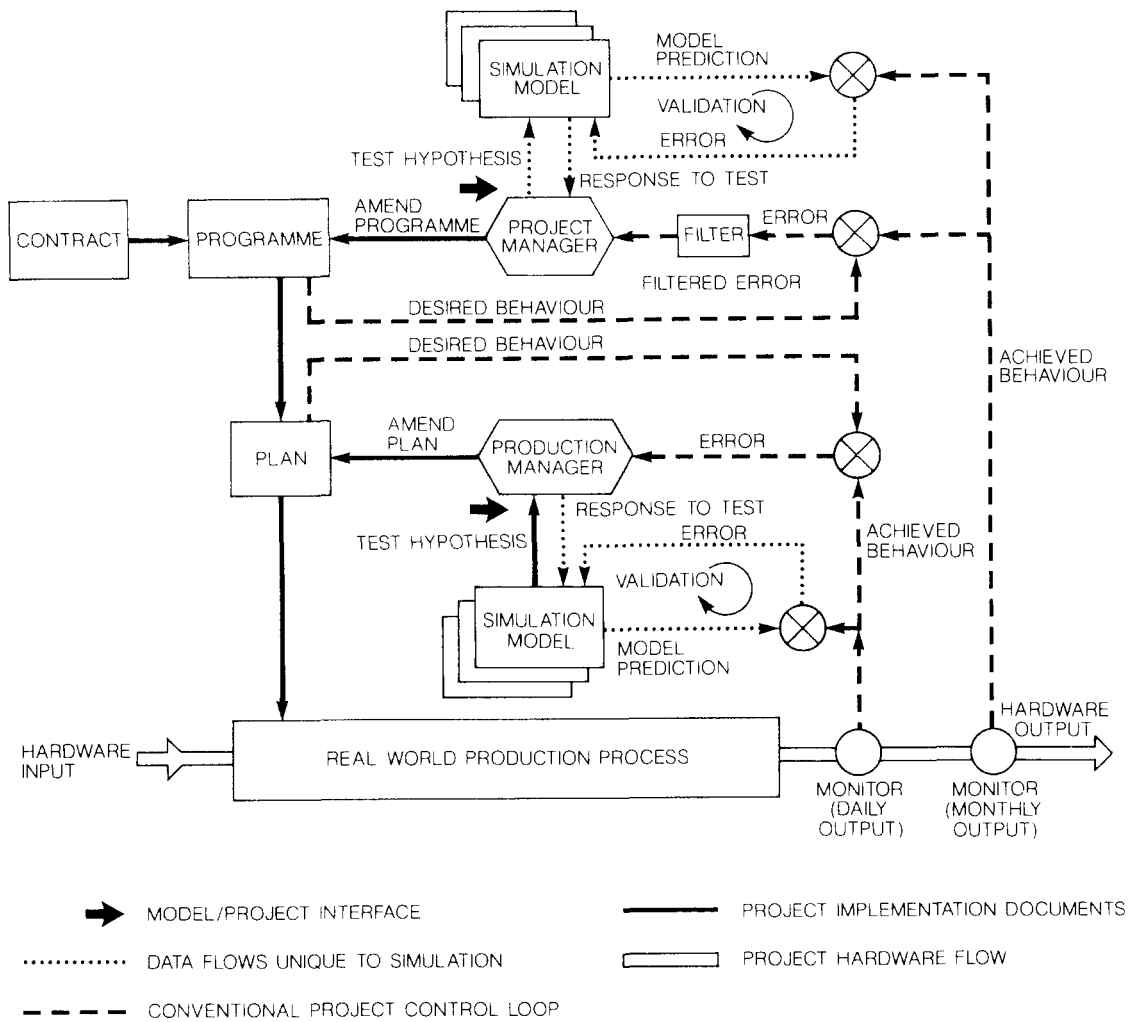 SIMULATION
MODEL
MODEL
PREDICTION
VALIDATION
ERROR
TEST HYPOTHESIS
RESPONSE TO TEST
CONTRACT
PROGRAMME
AMEND
PROGRAMME
PROJECT
MANAGER
FILTER
ERROR
FILTERED ERROR
DESIRED BEHAVIOUR
DESIRED BEHAVIOUR
ACHIEVED
BEHAVIOUR
PLAN
AMEND
PLAN
PRODUCTION
MANAGER
ERROR
RESPONSE TO TEST
TEST HYPOTHESIS
ERROR
ACHIEVED
BEHAVIOUR
VALIDATION
SIMULATION
MODEL
MODEL
PREDICTION
HARDWARE
INPUT
REAL WORLD PRODUCTION PROCESS
HARDWARE
OUTPUT
MONITOR
(DAILY
OUTPUT)
MONITOR
(MONTHLY
OUTPUT)
MODEL/PROJECT INTERFACE
PROJECT IMPLEMENTATION DOCUMENTS
DATA FLOWS UNIQUE TO SIMULATION
PROJECT HARDWARE FLOW
CONVENTIONAL PROJECT CONTROL LOOP